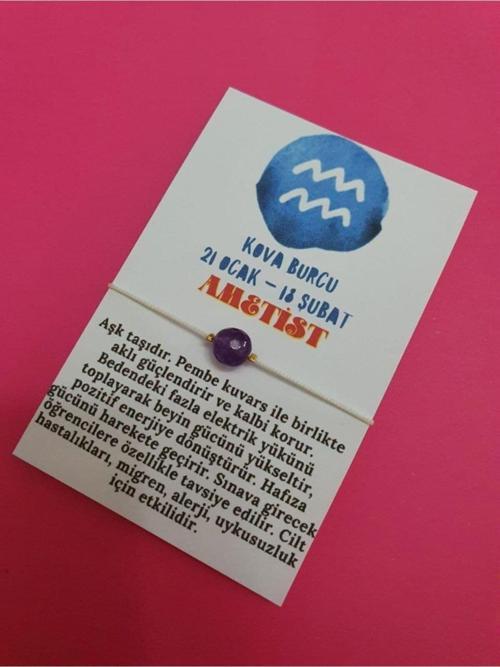 KOVA BURCU
21 OCAK – 18 ŞUBAT
AMETİST
Aşk taşıdır. Pembe kuvars ile birlikte
aklı güçlendirir ve kalbi korur.
Bedendeki fazla elektrik yükünü
toplayarak beyin gücünü yükseltir,
pozitif enerjiye dönüştürür. Hafıza
gücünü harekete geçirir. Sınava girecek
öğrencilere özellikle tavsiye edilir. Cilt
hastalıkları, migren, alerji, uykusuzluk
için etkilidir.